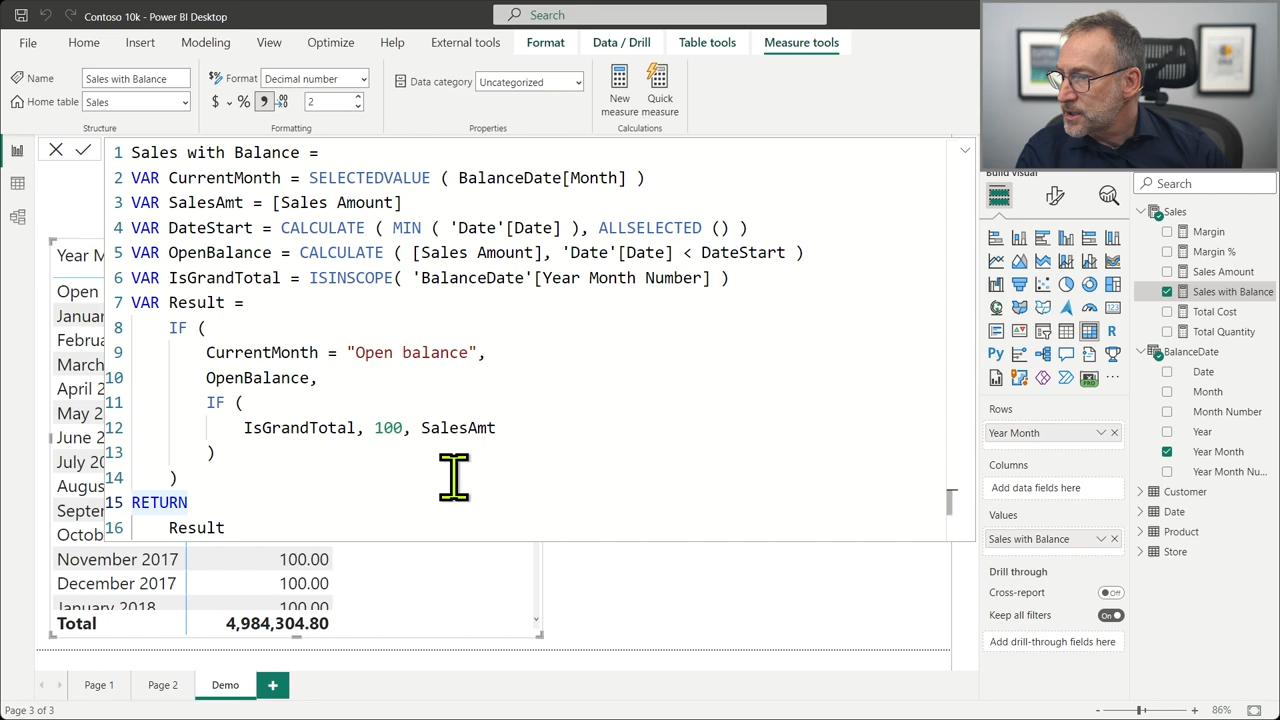 Contoso 10k - Power BI Desktop
Search
File Home Insert Modeling View Optimize Help External tools Format Data / Drill Table tools Measure tools
Name Sales with Balance
Home table Sales
Structure
Format Decimal number
$ % 2
Formatting
Data category Uncategorized
Properties
New measure
Quick measure
Calculations
1 Sales with Balance =
2 VAR CurrentMonth = SELECTEDVALUE ( BalanceDate[Month] )
3 VAR SalesAmt = [Sales Amount]
4 VAR DateStart = CALCULATE ( MIN ( 'Date'[Date] ), ALLSELECTED () )
5 VAR OpenBalance = CALCULATE ( [Sales Amount], 'Date'[Date] < DateStart )
6 VAR IsGrandTotal = ISINSCOPE( 'BalanceDate'[Year Month Number] )
7 VAR Result =
8 IF (
9 CurrentMonth = "Open balance",
10 OpenBalance,
11 IF (
12 IsGrandTotal, 100, SalesAmt
13 )
14 )
15 RETURN
16 Result
Year M
Open
Januar
Februa
March
April 2
May 2
June 2
July 20
Augus
Septer
Octob
November 2017 100.00
December 2017 100.00
January 2018 100.00
Total 4,984,304.80
Build visual
R
Py
Rows
Year Month
Columns
Add data fields here
Values
Sales with Balance
Drill through
Cross-report Off
Keep all filters On
Add drill-through fields here
Search
Sales
Margin
Margin %
Sales Amount
Sales with Balance
Total Cost
Total Quantity
BalanceDate
Date
Month
Month Number
Year
Year Month
Year Month Nu...
Customer
Date
Product
Store
Page 1 Page 2 Demo +
Page 3 of 3
- + 86%